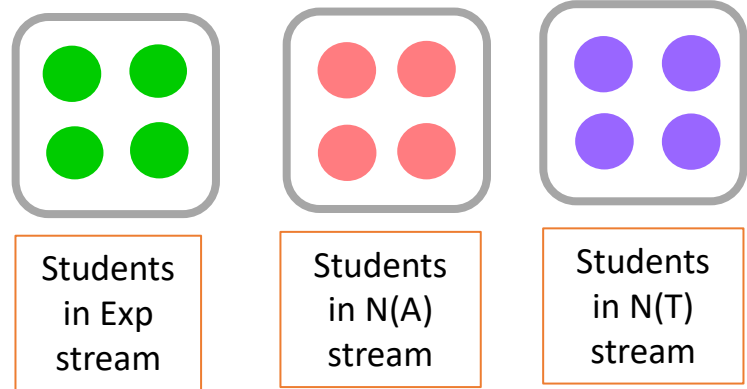 Students
in Exp
stream
Students
in N(A)
stream
Students
in N(T)
stream